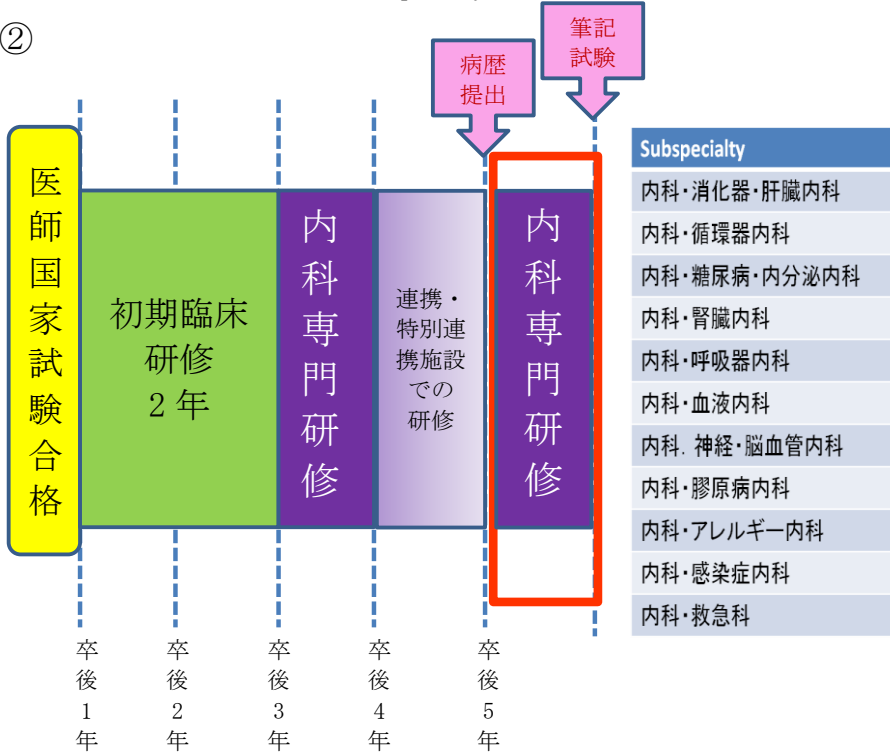 ②
病歴
提出
筆記
試験
医師国家試験合格
初期臨床
研修
2年
内科専門研修
連携・
特別連
携施設
での
研修
内科専門研修
卒後1年
卒後2年
卒後3年
卒後4年
卒後5年
Subspecialty
内科・消化器・肝臓内科
内科・循環器内科
内科・糖尿病・内分泌内科
内科・腎臓内科
内科・呼吸器内科
内科・血液内科
内科．神経・脳血管内科
内科・膠原病内科
内科・アレルギー内科
内科・感染症内科
内科・救急科